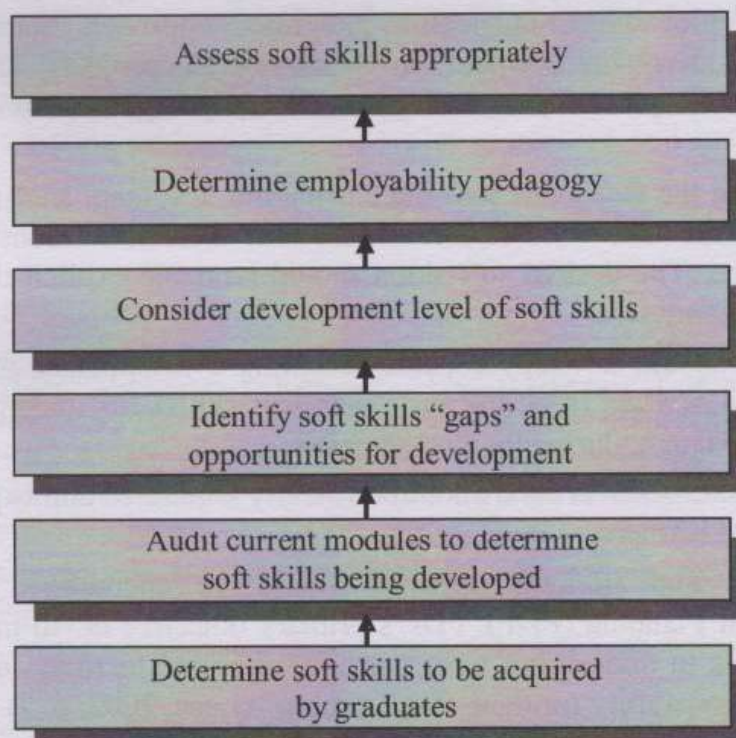 Assess soft skills appropriately
Determine employability pedagogy
Consider development level of soft skills
Identify soft skills “gaps” and
opportunities for development
Audit current modules to determine
soft skills being developed
Determine soft skills to be acquired
by graduates